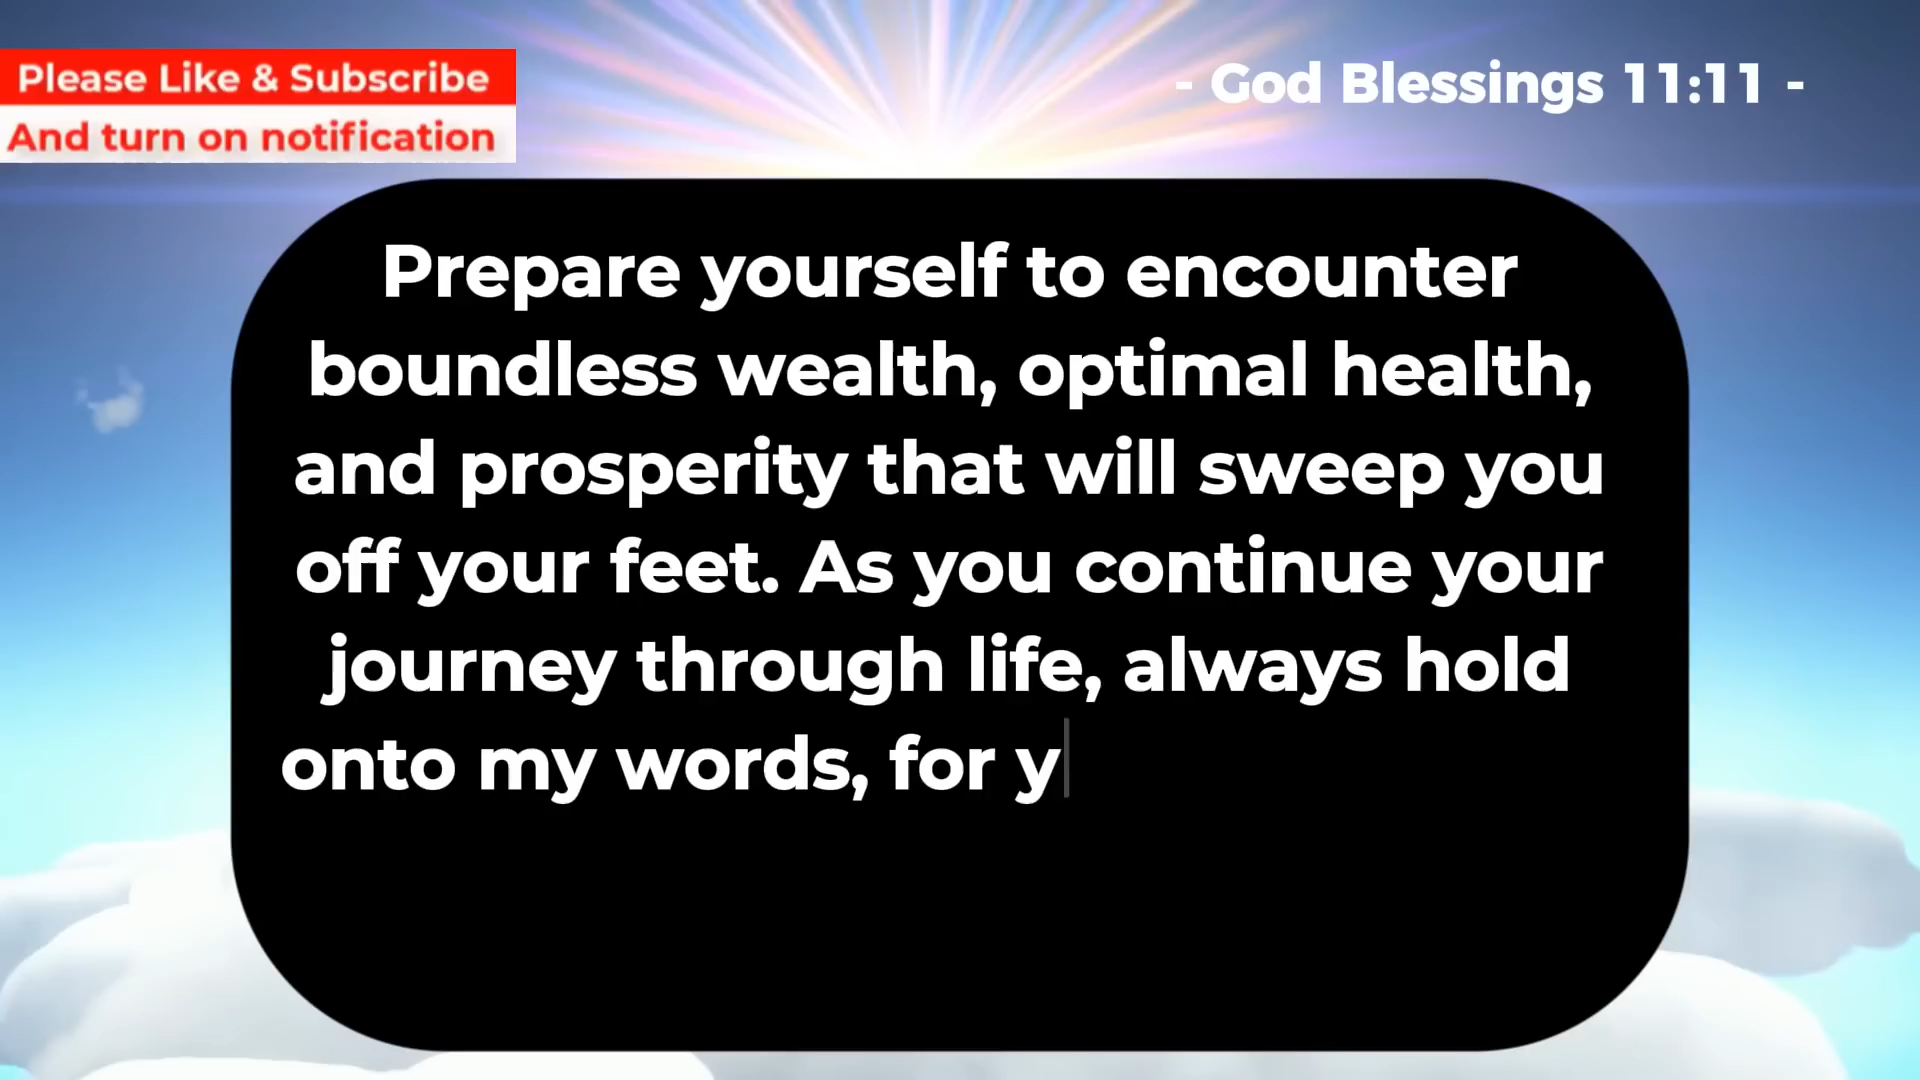 Please Like & Subscribe
And turn on notification
- God Blessings 11:11 -
Prepare yourself to encounter
boundless wealth, optimal health,
and prosperity that will sweep you
off your feet. As you continue your
journey through life, always hold
onto my words, for y